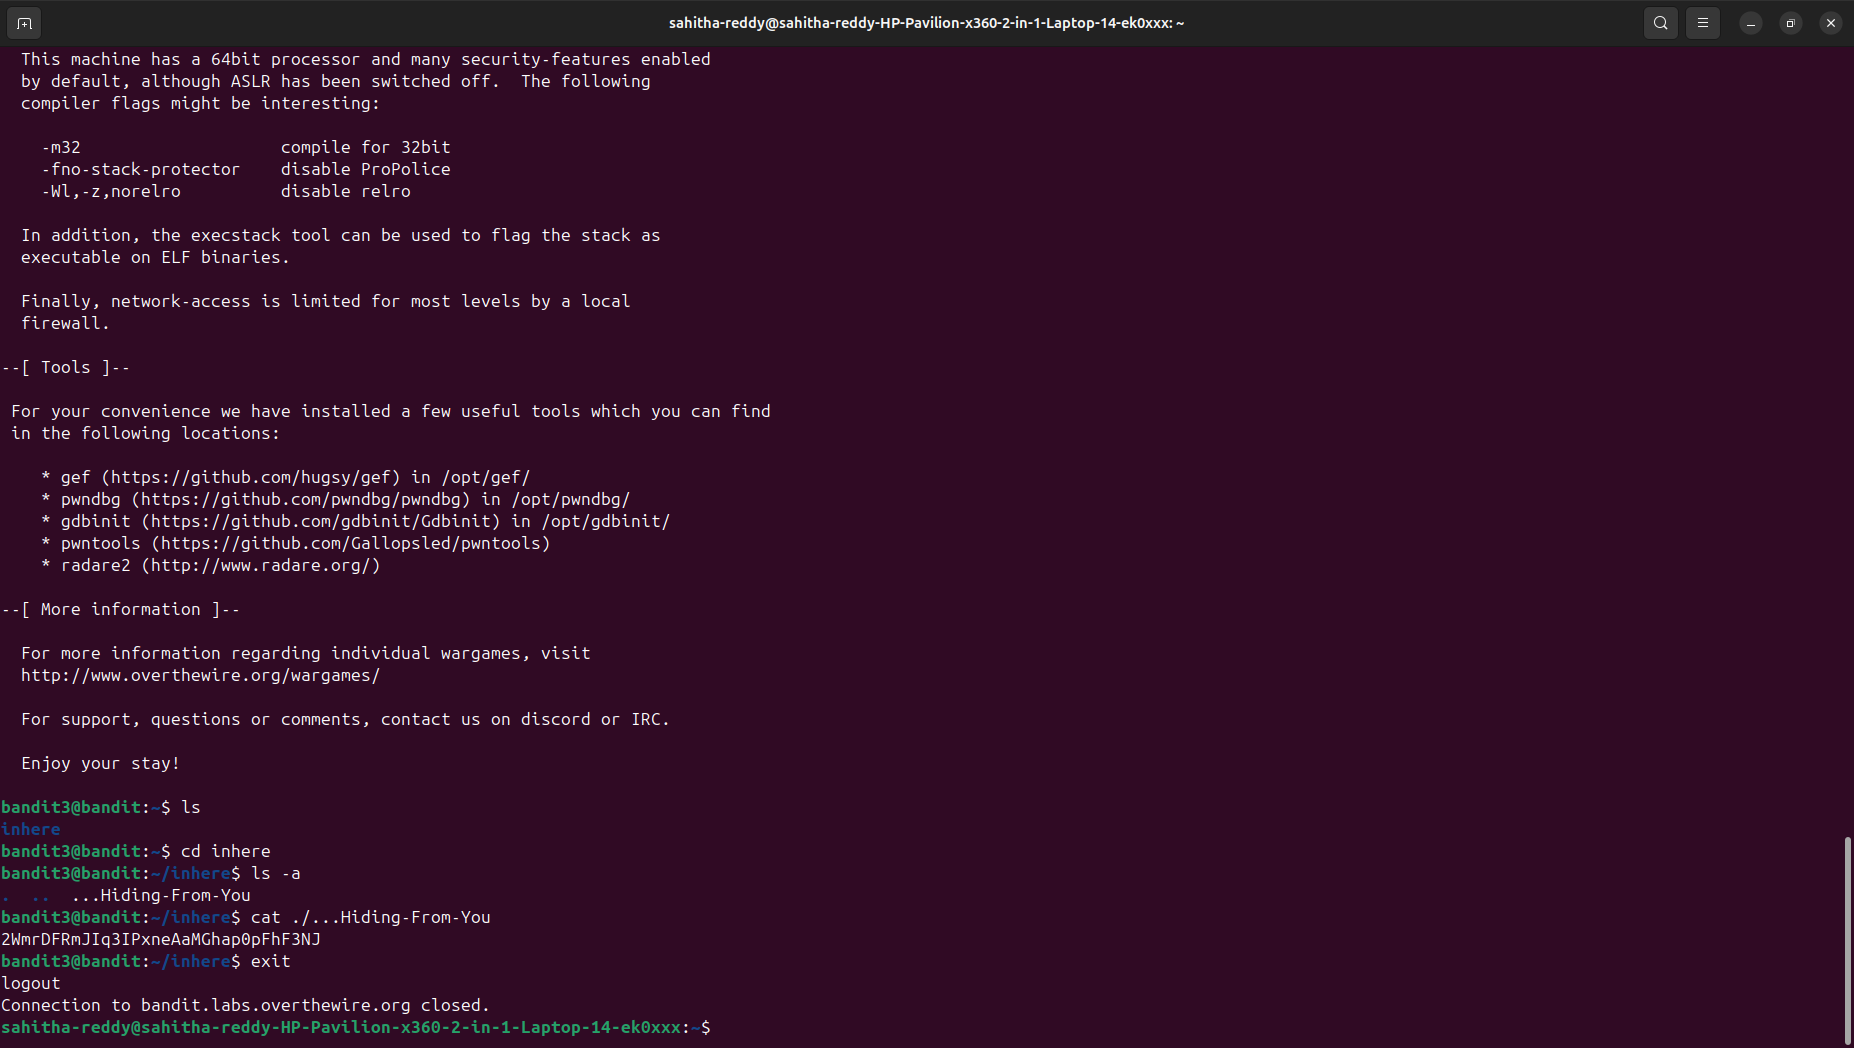 sahitha-reddy@sahitha-reddy-HP-Pavilion-x360-2-in-1-Laptop-14-ek0xxx: ~
This machine has a 64bit processor and many security-features enabled
by default, although ASLR has been switched off.  The following
compiler flags might be interesting:
-m32                    compile for 32bit
-fno-stack-protector    disable ProPolice
-Wl,-z,norelro          disable relro
In addition, the execstack tool can be used to flag the stack as
executable on ELF binaries.
Finally, network-access is limited for most levels by a local
firewall.
--[ Tools ]--
For your convenience we have installed a few useful tools which you can find
in the following locations:
* gef (https://github.com/hugsy/gef) in /opt/gef/
* pwndbg (https://github.com/pwndbg/pwndbg) in /opt/pwndbg/
* gdbinit (https://github.com/gdbinit/Gdbinit) in /opt/gdbinit/
* pwntools (https://github.com/Gallopsled/pwntools)
* radare2 (http://www.radare.org/)
--[ More information ]--
For more information regarding individual wargames, visit
http://www.overthewire.org/wargames/
For support, questions or comments, contact us on discord or IRC.
Enjoy your stay!
bandit3@bandit:~$ ls
inhere
bandit3@bandit:~$ cd inhere
bandit3@bandit:~/inhere$ ls -a
.  ..  ...Hiding-From-You
bandit3@bandit:~/inhere$ cat ./...Hiding-From-You
2WmrDFRmJIq3IPxneAaMGhap0pFhF3NJ
bandit3@bandit:~/inhere$ exit
logout
Connection to bandit.labs.overthewire.org closed.
sahitha-reddy@sahitha-reddy-HP-Pavilion-x360-2-in-1-Laptop-14-ek0xxx:~$